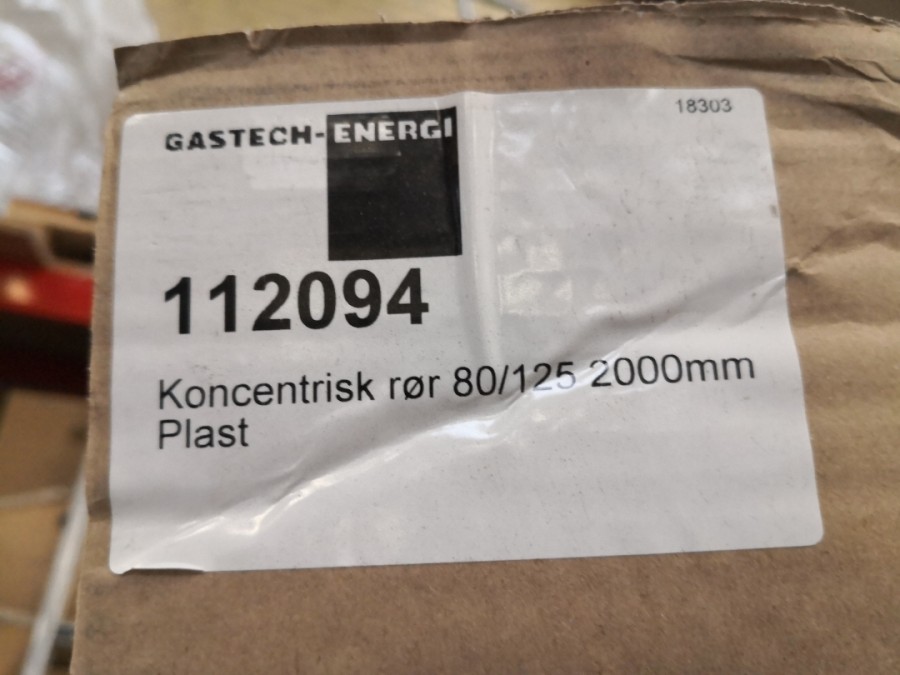 18303
GASTECH-ENERGI
112094
Koncentrisk rør 80/125 2000mm
Plast